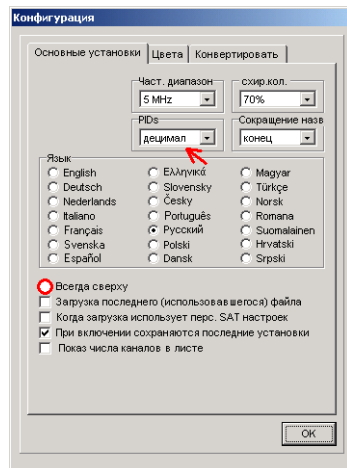 Конфигурация
Основные установки Цвета Конвертировать
Част. диапазон схир.кол.
5 MHz 70%
PIDs Сокращение назв
децимал конец
Язык
English Ελληνικά Magyar
Deutsch Slovensky Türkçe
Nederlands Česky Norsk
Italiano Português Romana
Français Русский Suomalainen
Svenska Polski Hrvatski
Español Dansk Srpski
Всегда сверху
Загрузка последнего (использовавшегося) файла
Когда загрузка использует перс. SAT настроек
При включении сохраняются последние установки
Показ числа каналов в листе
OK